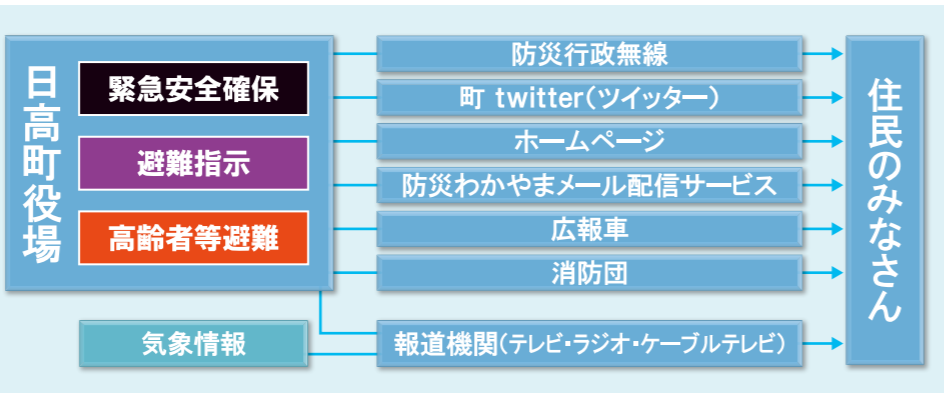 日高町役場
緊急安全確保
避難指示
高齢者等避難
気象情報
防災行政無線
町 twitter（ツイッター）
ホームページ
防災わかやまメール配信サービス
広報車
消防団
報道機関（テレビ・ラジオ・ケーブルテレビ）
住民のみなさん